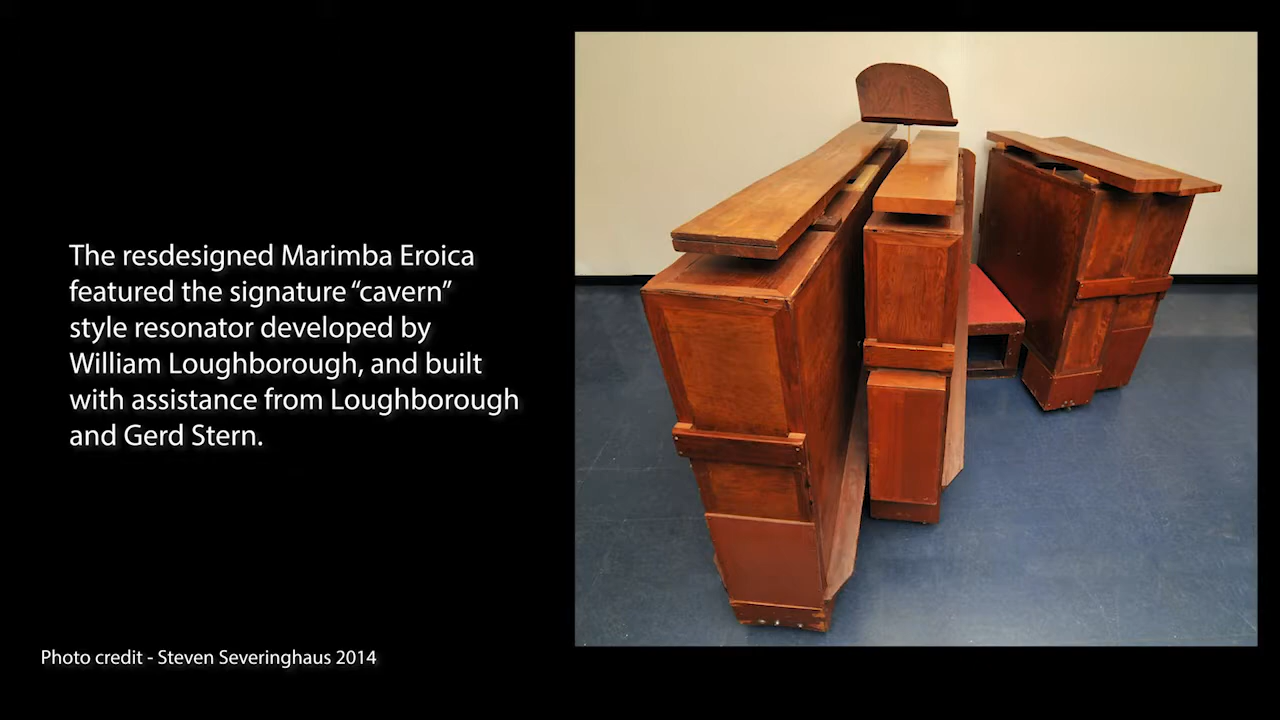 The resdesigned Marimba Eroica
featured the signature “cavern”
style resonator developed by
William Loughborough, and built
with assistance from Loughborough
and Gerd Stern.
Photo credit - Steven Severinghaus 2014